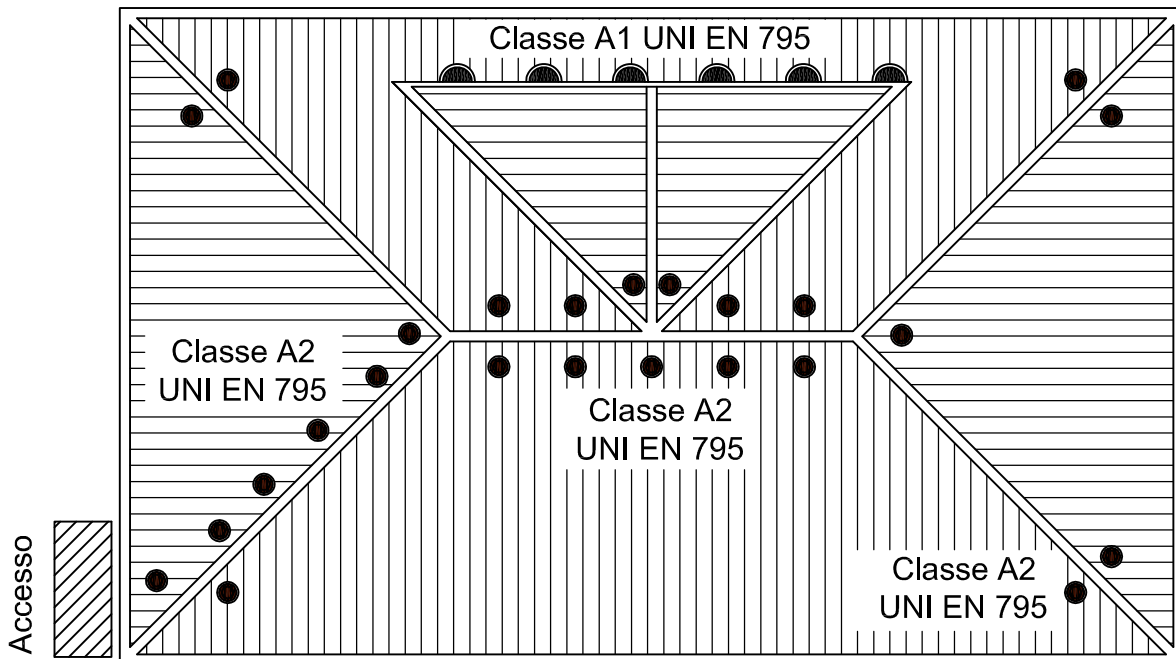 Classe A1 UNI EN 795
Classe A2
UNI EN 795
Classe A2
UNI EN 795
Classe A2
UNI EN 795
Accesso